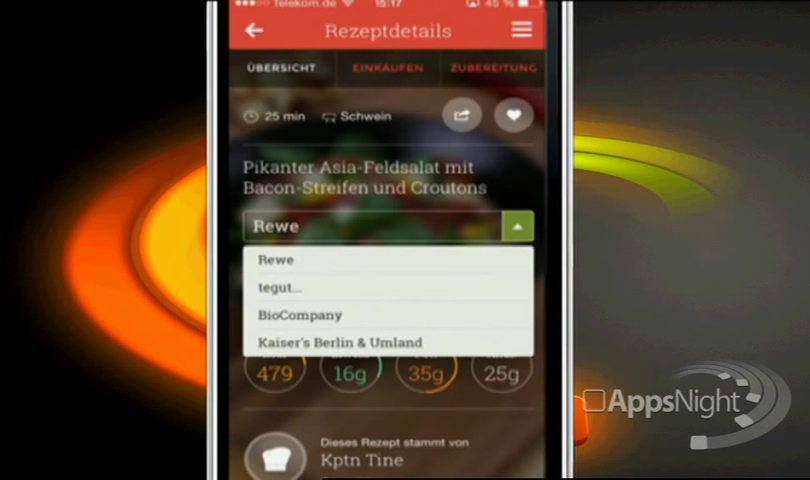 Telekom.de 15:17 45 %
Rezeptdetails
ÜBERSICHT EINKAUFEN ZUBEREITUNG
25 min Schwein
Pikanter Asia-Feldsalat mit
Bacon-Streifen und Croutons
Rewe
Rewe
tegut...
BioCompany
Kaiser's Berlin & Umland
479 16g 35g 25g
AppsNight
Dieses Rezept stammt von
Kptn Tine